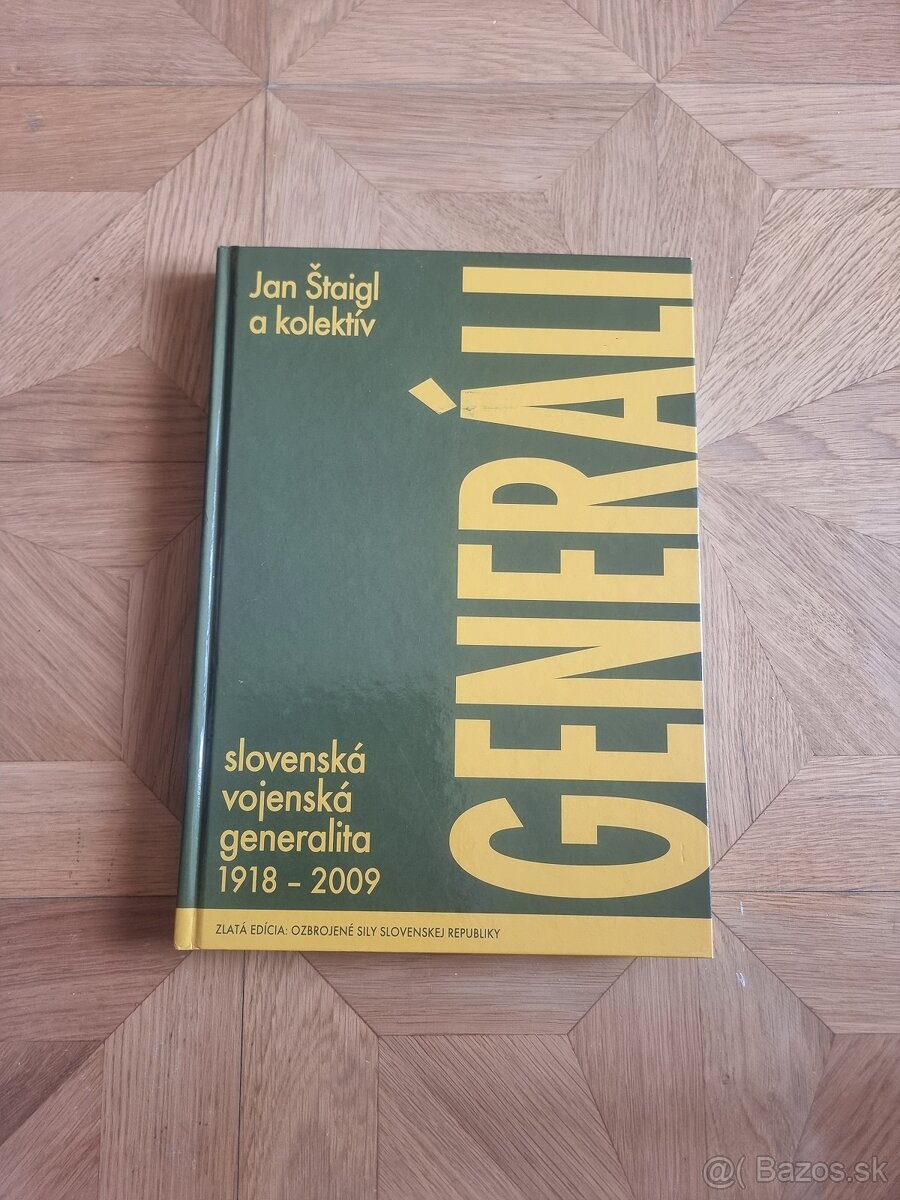 Jan Štaigl
a kolektív
GENERÁLI
slovenská
vojenská
generalita
1918 – 2009
ZLATÁ EDÍCIA: OZBROJENÉ SILY SLOVENSKEJ REPUBLIKY
@( Bazos.sk